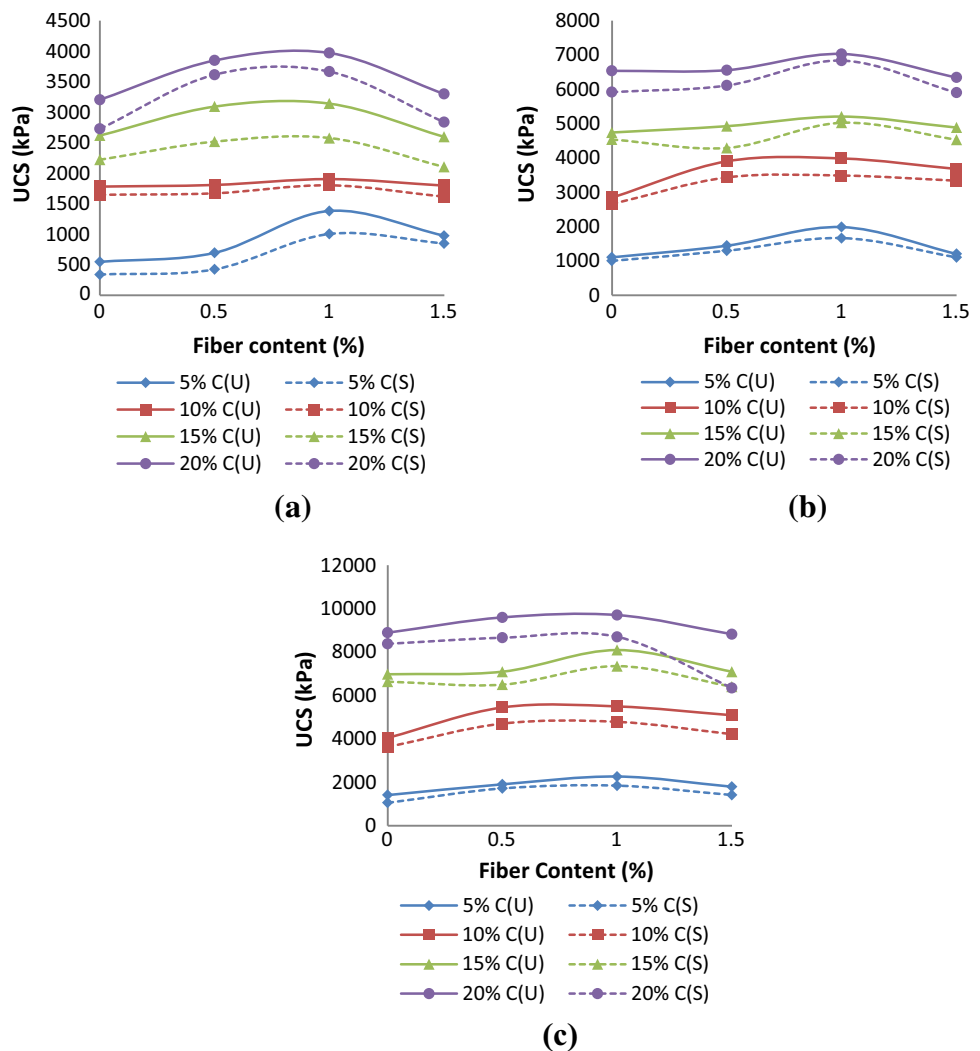 4500
4000
3500
3000
2500
2000
1500
1000
500
0
UCS (kPa)
0 0.5 1 1.5
Fiber content (%)
5% C(U) 5% C(S)
10% C(U) 10% C(S)
15% C(U) 15% C(S)
20% C(U) 20% C(S)
(a)
8000
7000
6000
5000
4000
3000
2000
1000
0
UCS (kPa)
0 0.5 1 1.5
Fiber content (%)
5% C(U) 5% C(S)
10% C(U) 10% C(S)
15% C(U) 15% C(S)
20% C(U) 20% C(S)
(b)
12000
10000
8000
6000
4000
2000
0
UCS (kPa)
0 0.5 1 1.5
Fiber Content (%)
5% C(U) 5% C(S)
10% C(U) 10% C(S)
15% C(U) 15% C(S)
20% C(U) 20% C(S)
(c)